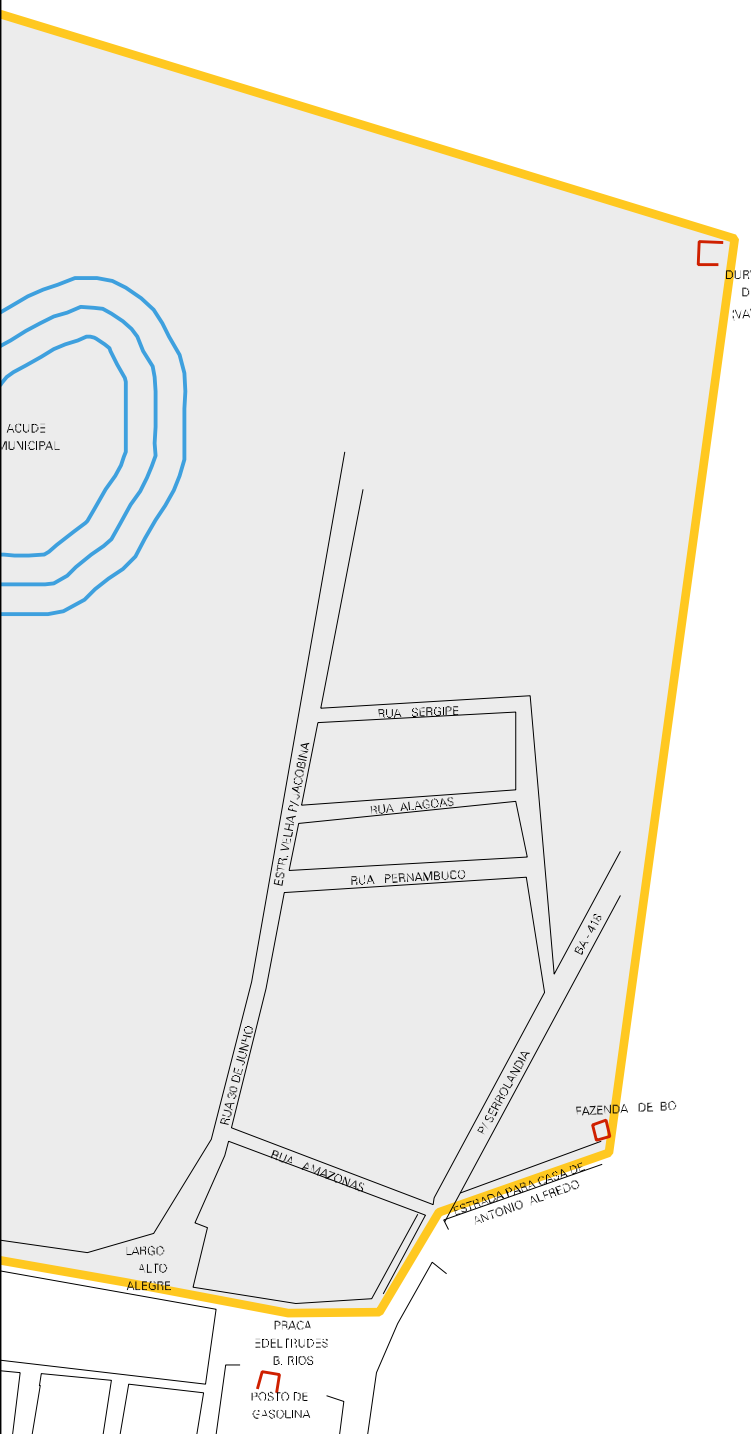 ACUDE
MUNICIPAL
RUA SERGIPE
ESTR. VELHA P/ JACOBINA
RUA ALAGOAS
RUA PERNAMBUCO
BA - 416
RUA 30 DE JUNHO
P/ SERROLANDIA
FAZENDA DE BO
RUA AMAZONAS
ESTRADA PARA CASA DE
ANTONIO ALFREDO
LARGO
ALTO
ALEGRE
PRACA
EDELTRUDES
B. RIOS
POSTO DE
GASOLINA